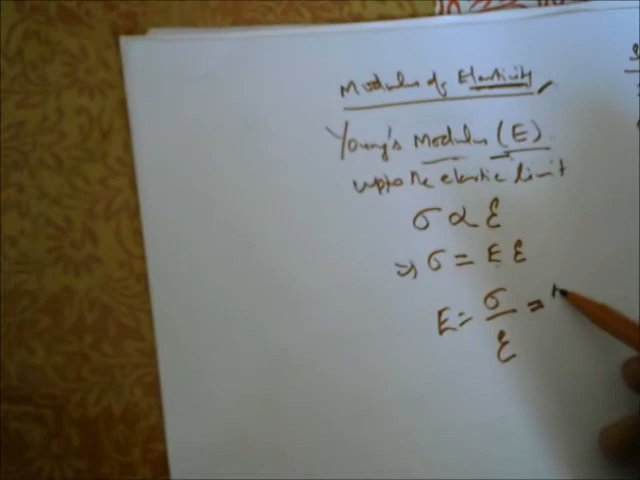 Modulus of Elasticity
Young's Modulus (E)
upto the elastic limit
σ ∝ ε
⇒ σ = E ε
E = σ/ε =